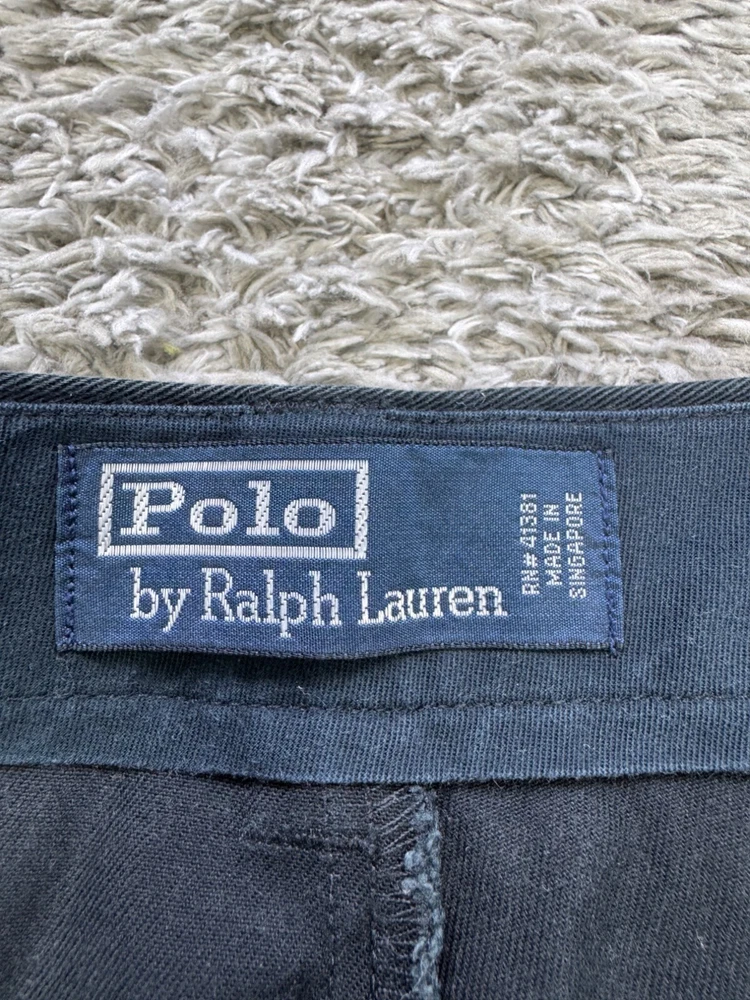 Polo
by Ralph Lauren
RN# 41381
MADE IN
SINGAPORE